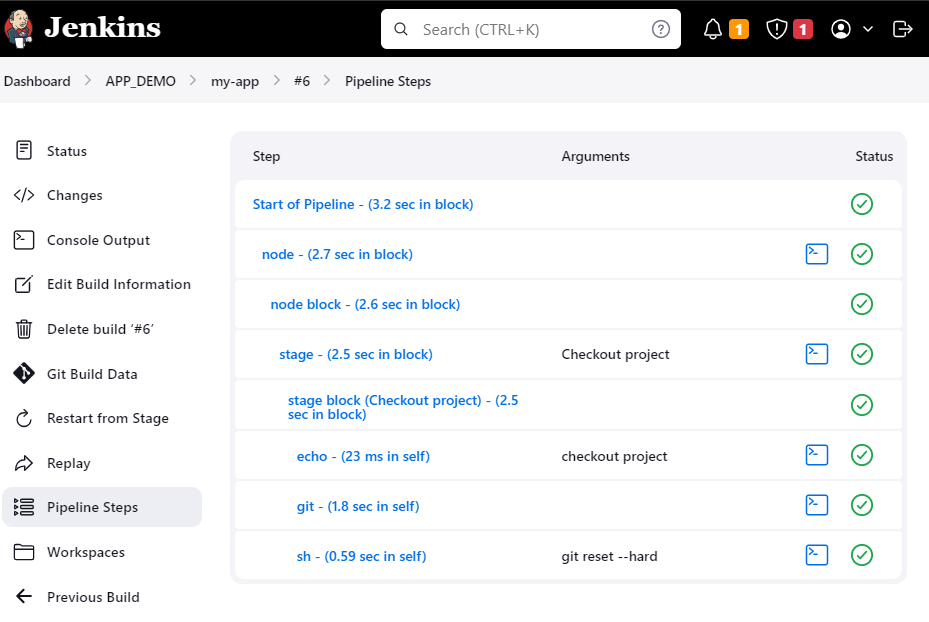 Jenkins
Search (CTRL+K)
1
1
Dashboard
APP_DEMO
my-app
#6
Pipeline Steps
Status
Changes
Console Output
Edit Build Information
Delete build ‘#6’
Git Build Data
Restart from Stage
Replay
Pipeline Steps
Workspaces
Previous Build
Step Arguments Status
Start of Pipeline - (3.2 sec in block)
node - (2.7 sec in block)
node block - (2.6 sec in block)
stage - (2.5 sec in block) Checkout project
stage block (Checkout project) - (2.5
sec in block)
echo - (23 ms in self) checkout project
git - (1.8 sec in self)
sh - (0.59 sec in self) git reset --hard